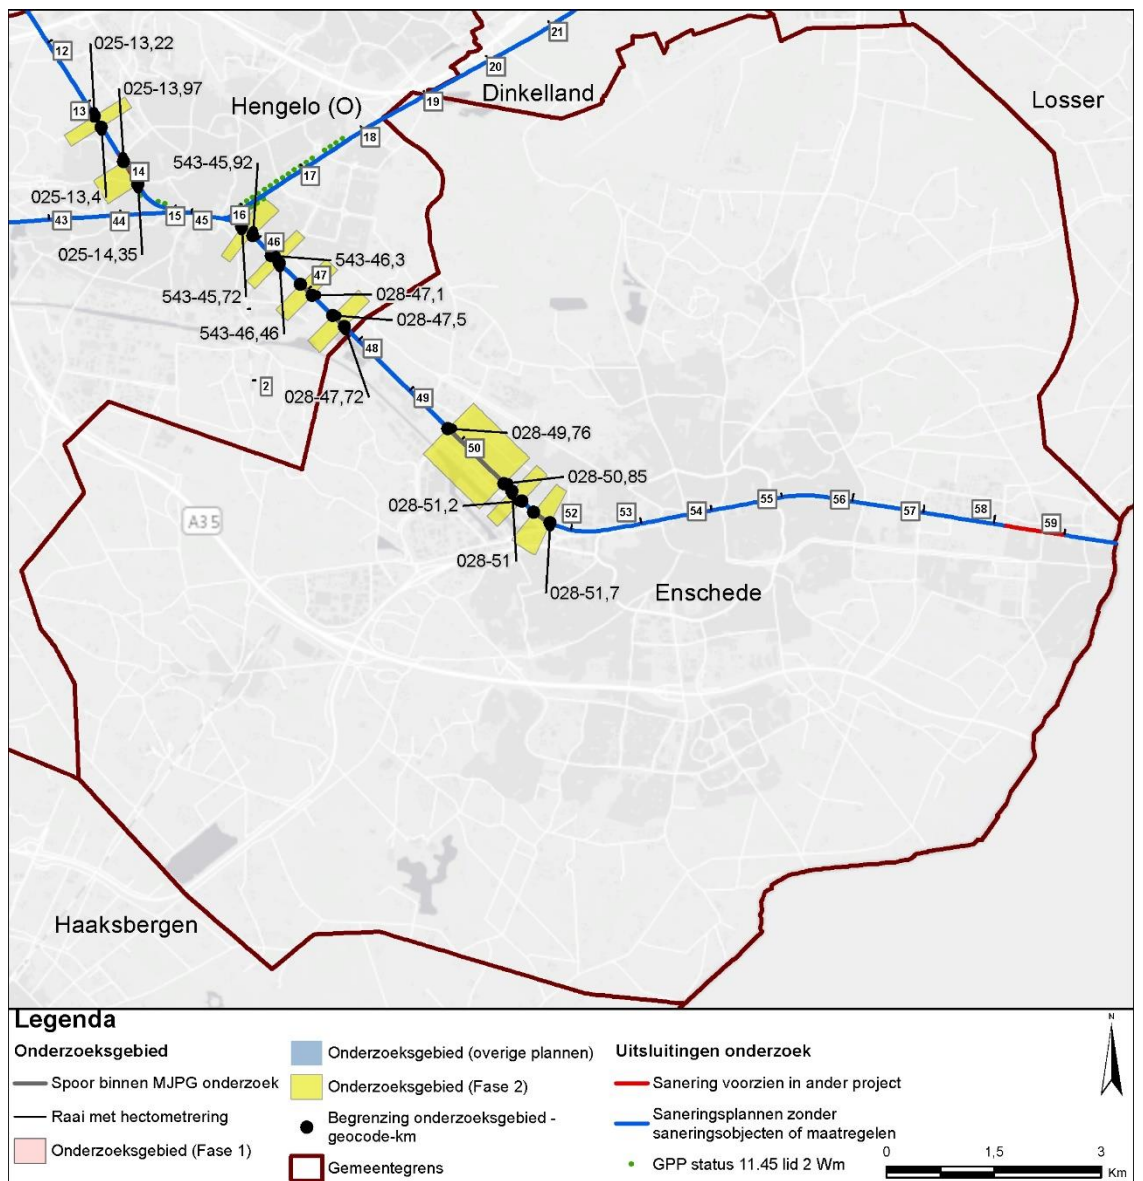 21
12
025-13,22
20
025-13,97
Dinkelland
19
Losser
Hengelo (O)
13
18
543-45,92
14
17
025-13,4
16
43
44
15
45
46
025-14,35
543-46,3
47
543-45,72
028-47,1
028-47,5
543-46,46
48
2
028-47,72
49
028-49,76
50
028-50,85
55
56
028-51,2
A35
52
53
54
57
58
59
028-51
028-51,7
Enschede
Haaksbergen
Legenda
Onderzoeksgebied
Spoor binnen MJPG onderzoek
Raai met hectometrering
Onderzoeksgebied (Fase 1)
Onderzoeksgebied (overige plannen)
Onderzoeksgebied (Fase 2)
Begrenzing onderzoeksgebied -
geocode-km
Gemeentegrens
Uitsluitingen onderzoek
Sanering voorzien in ander project
Saneringsplannen zonder
saneringsobjecten of maatregelen
GPP status 11.45 lid 2 Wm
N
0
1,5
3
Km